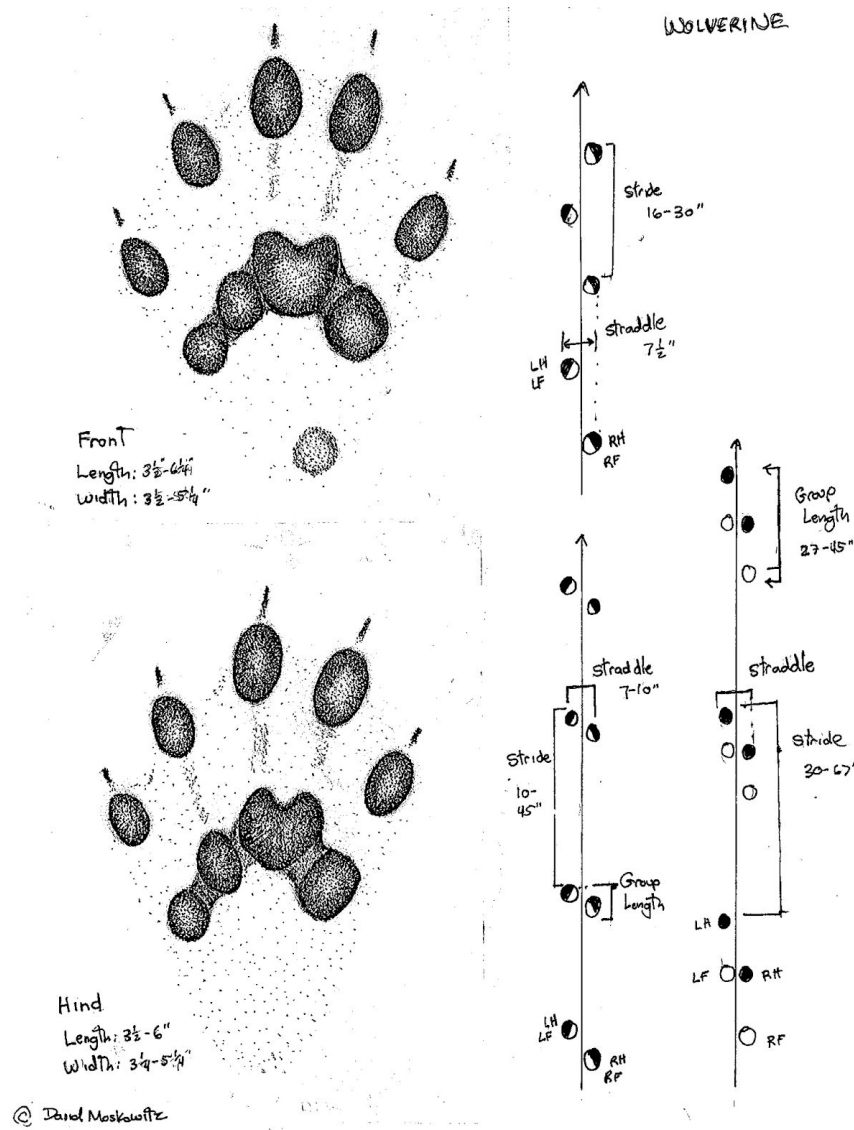 WOLVERINE
Front
Length: 3½"-6¼"
Width: 3½-5¼"
Stride
16-30"
Straddle
7½"
LH
LF
RH
RF
Hind
Length: 3½-6"
Width: 3¼-5¼"
Straddle
7-10"
Stride
10-
45"
Group
Length
LH
LF
RH
RF
Group
Length
27-45"
Straddle
Stride
30-67"
LH
LF
RH
RF
© David Moskowitz